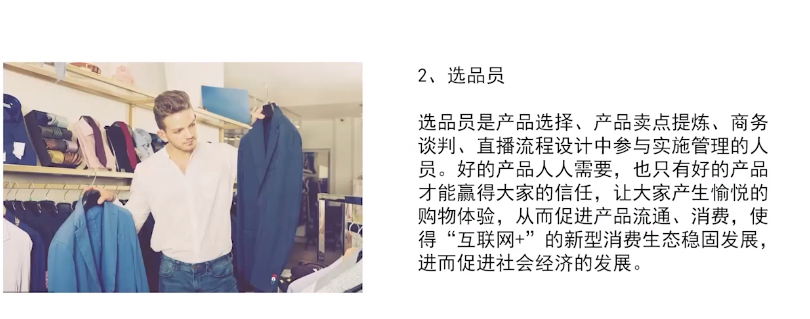 2、选品员
选品员是产品选择、产品卖点提炼、商务
谈判、直播流程设计中参与实施管理的人
员。好的产品人人需要，也只有好的产品
才能赢得大家的信任，让大家产生愉悦的
购物体验，从而促进产品流通、消费，使
得“互联网+”的新型消费生态稳固发展，
进而促进社会经济的发展。